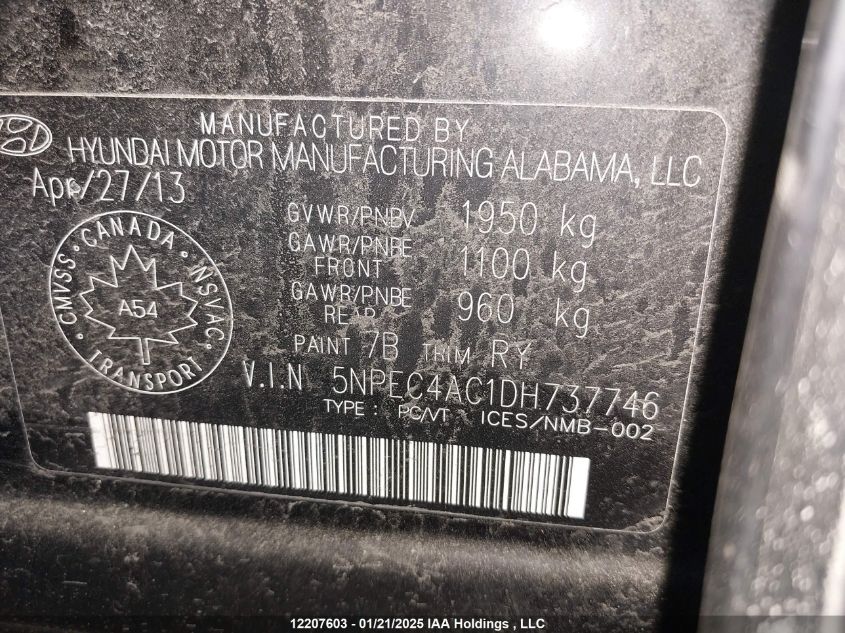 MANUFACTURED BY
HYUNDAI MOTOR MANUFACTURING ALABAMA, LLC
Apr/27/13
GVWR/PNBV 1950 kg
GAWR/PNBE FRONT 1100 kg
GAWR/PNBE REAR 960 kg
CMVSS · CANADA · NSVAC · TRANSPORT
A54
PAINT 7B TRIM RY
V.I.N 5NPEC4AC1DH737746
TYPE : PC/VT ICES/NMB-002
12207603 - 01/21/2025 IAA Holdings , LLC